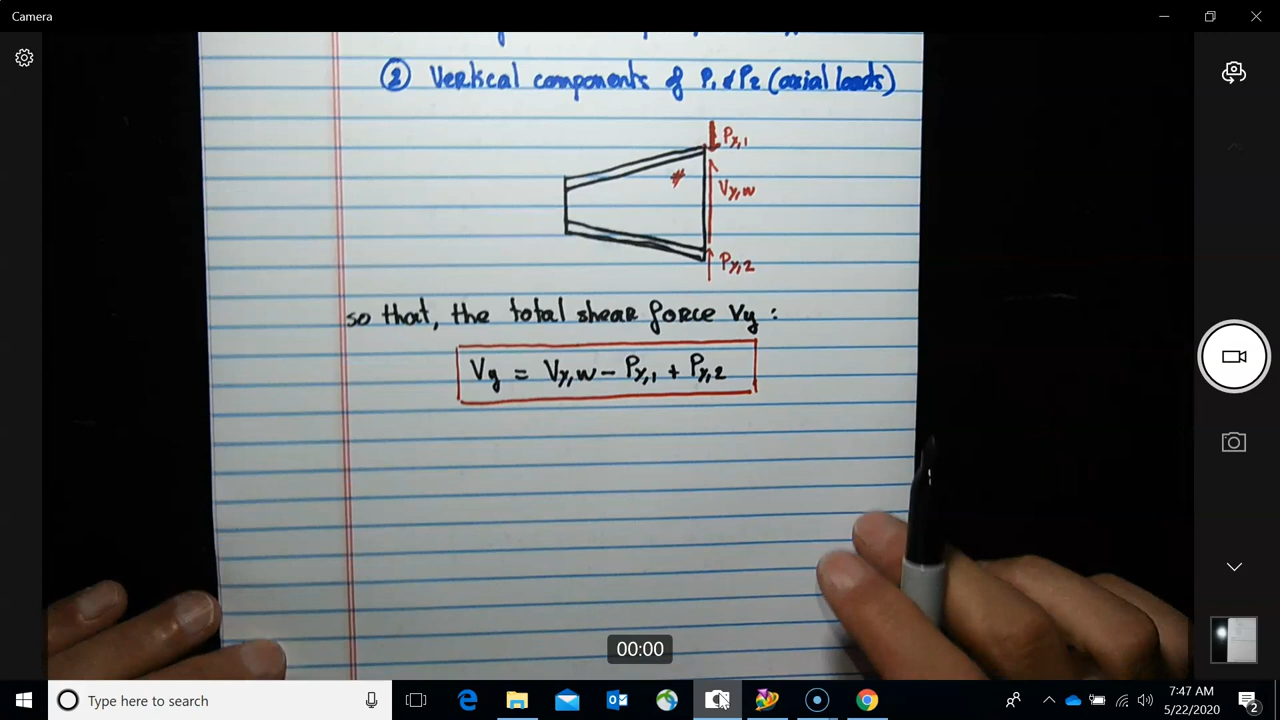 Camera
② Vertical components of P1 & P2 (axial loads)
Py,1
Vy,w
Py,2
so that, the total shear force Vy :
Vy = Vy,w - Py,1 + Py,2
00:00
Type here to search
7:47 AM
5/22/2020
2